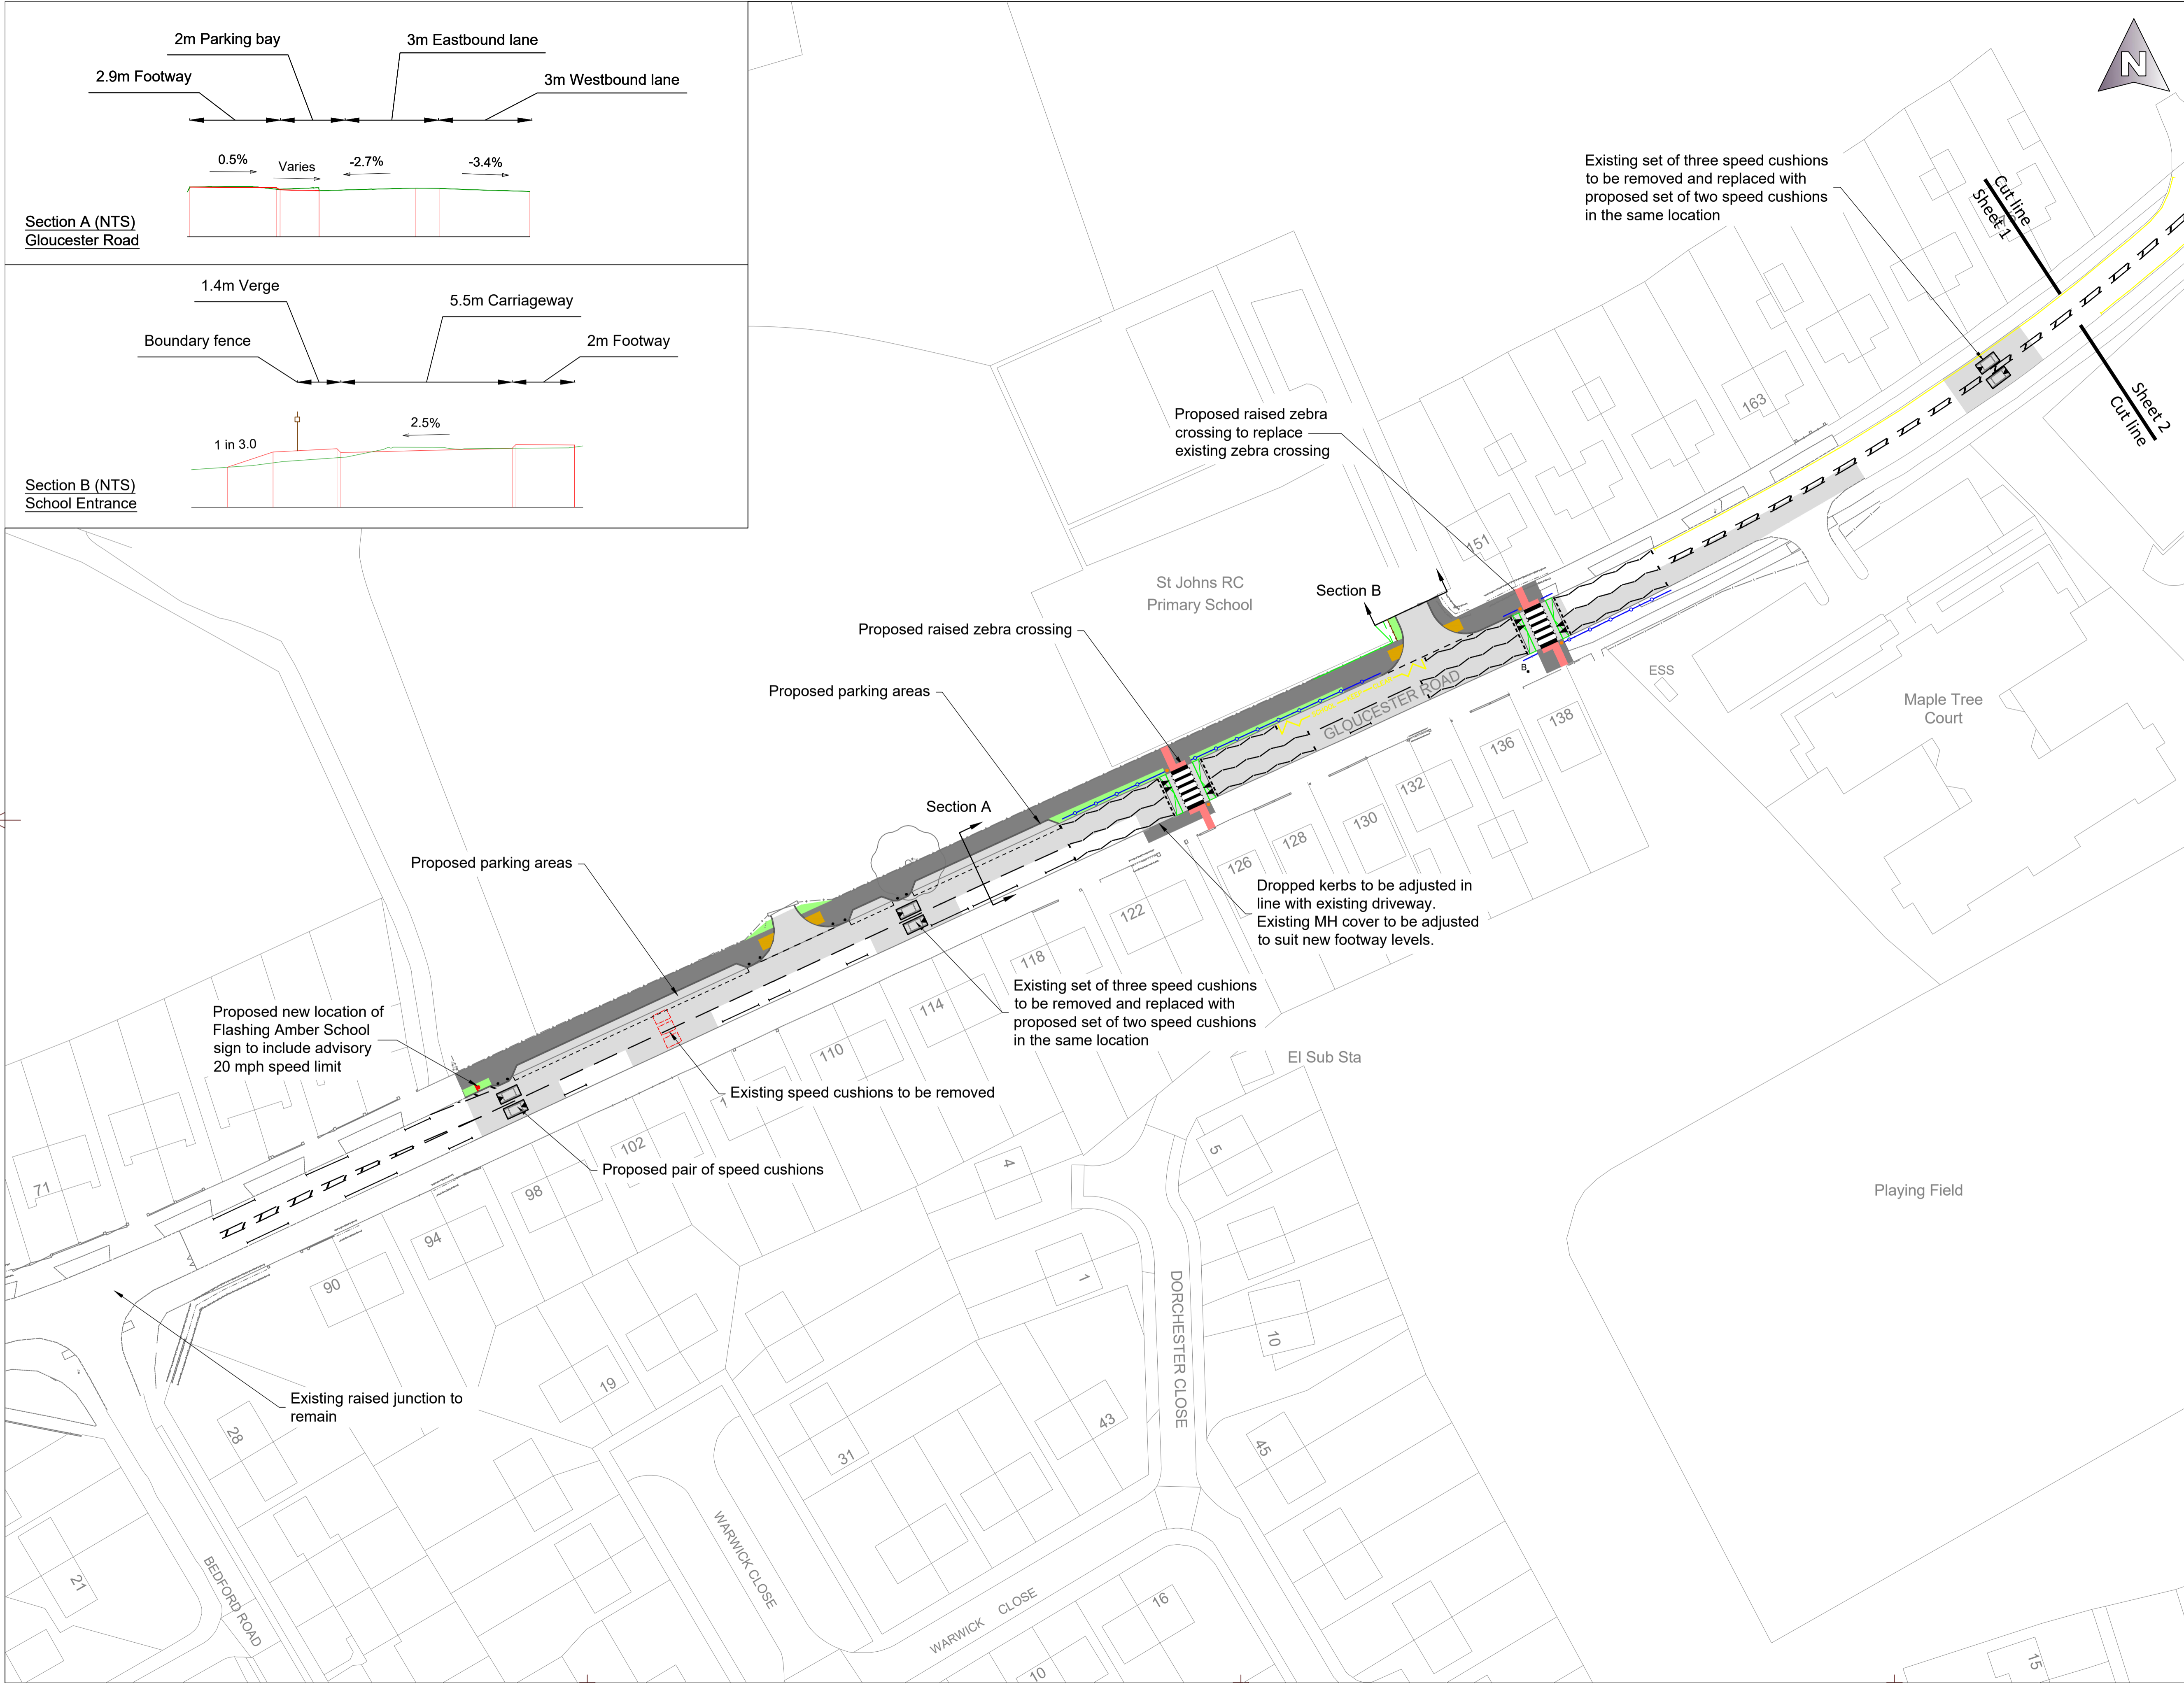 2m Parking bay
3m Eastbound lane
2.9m Footway
3m Westbound lane
0.5%
Varies
-2.7%
-3.4%
Section A (NTS)
Gloucester Road
1.4m Verge
5.5m Carriageway
Boundary fence
2m Footway
1 in 3.0
2.5%
Section B (NTS)
School Entrance
N
Existing set of three speed cushions
to be removed and replaced with
proposed set of two speed cushions
in the same location
Cut line
Sheet 1
Sheet 2
Cut line
163
Proposed raised zebra
crossing to replace
existing zebra crossing
151
St Johns RC
Primary School
Section B
Proposed raised zebra crossing
Proposed parking areas
GLOUCESTER ROAD
B
ESS
Maple Tree
Court
138
136
132
130
128
126
122
118
114
110
102
98
94
90
71
Section A
Proposed parking areas
Dropped kerbs to be adjusted in
line with existing driveway.
Existing MH cover to be adjusted
to suit new footway levels.
Existing set of three speed cushions
to be removed and replaced with
proposed set of two speed cushions
in the same location
Proposed new location of
Flashing Amber School
sign to include advisory
20 mph speed limit
El Sub Sta
Existing speed cushions to be removed
Proposed pair of speed cushions
Playing Field
4
5
1
10
DORCHESTER CLOSE
Existing raised junction to
remain
19
28
31
43
45
21
BEDFORD ROAD
WARWICK CLOSE
WARWICK CLOSE
16
10
15